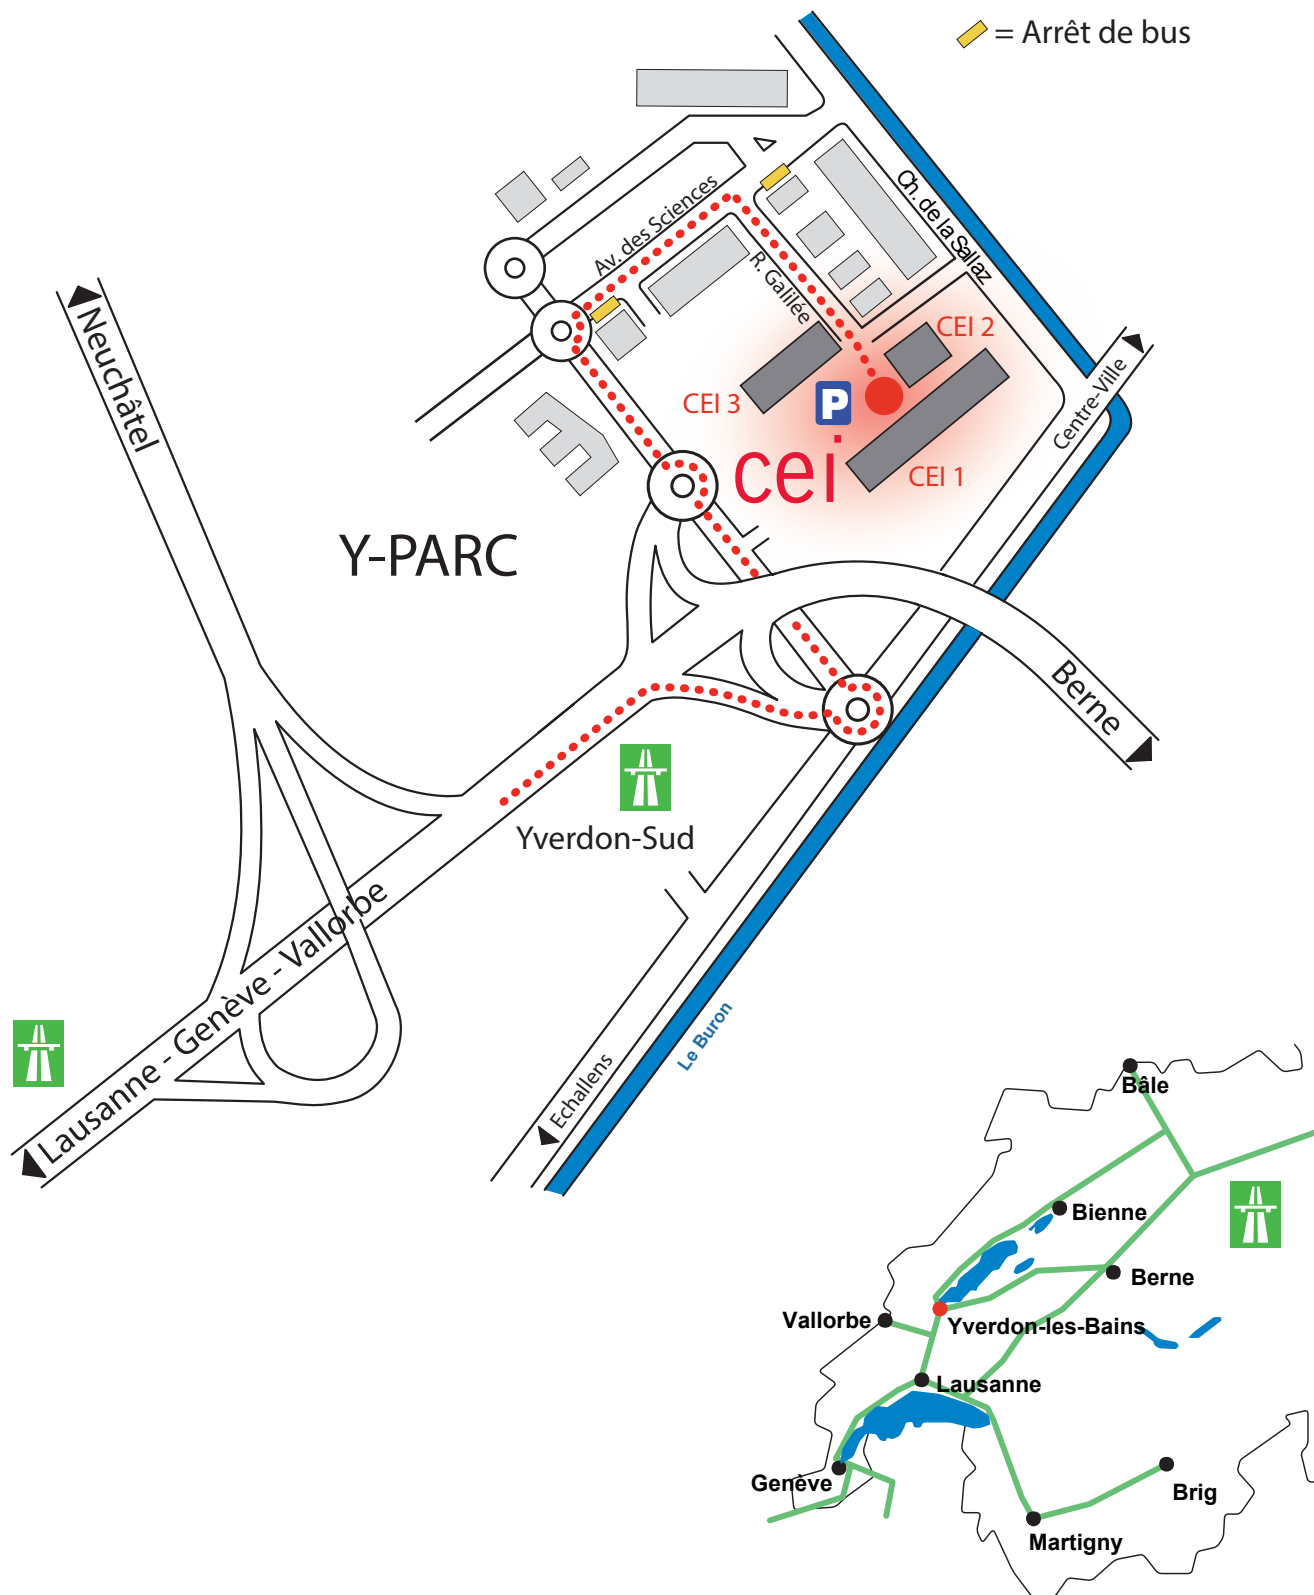 = Arrêt de bus
Av. des Sciences
Ch. de la Sallaz
R. Galilée
CEI 2
Neuchâtel
CEI 3
P
Centre-Ville
cei
CEI 1
Y-PARC
Berne
Yverdon-Sud
Lausanne - Genève - Vallorbe
Le Buron
Echallens
Bâle
Bienne
Berne
Vallorbe
Yverdon-les-Bains
Lausanne
Genève
Brig
Martigny